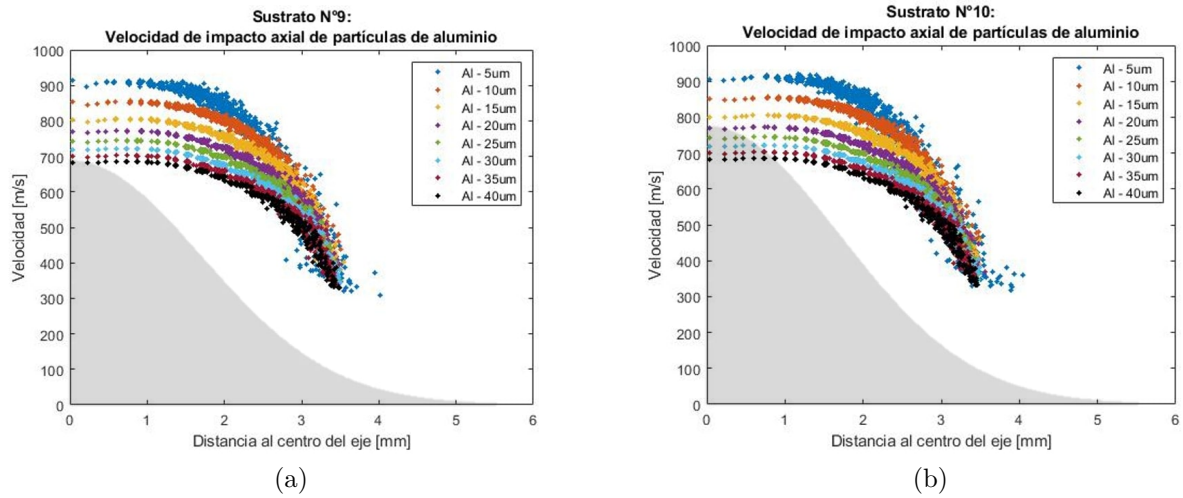 Sustrato N°9:
Velocidad de impacto axial de partículas de aluminio
1000
900
800
700
600
500
400
300
200
100
0
Velocidad [m/s]
0 1 2 3 4 5 6
Distancia al centro del eje [mm]
Al - 5um
Al - 10um
Al - 15um
Al - 20um
Al - 25um
Al - 30um
Al - 35um
Al - 40um
(a)
Sustrato N°10:
Velocidad de impacto axial de partículas de aluminio
1000
900
800
700
600
500
400
300
200
100
0
Velocidad [m/s]
0 1 2 3 4 5 6
Distancia al centro del eje [mm]
Al - 5um
Al - 10um
Al - 15um
Al - 20um
Al - 25um
Al - 30um
Al - 35um
Al - 40um
(b)